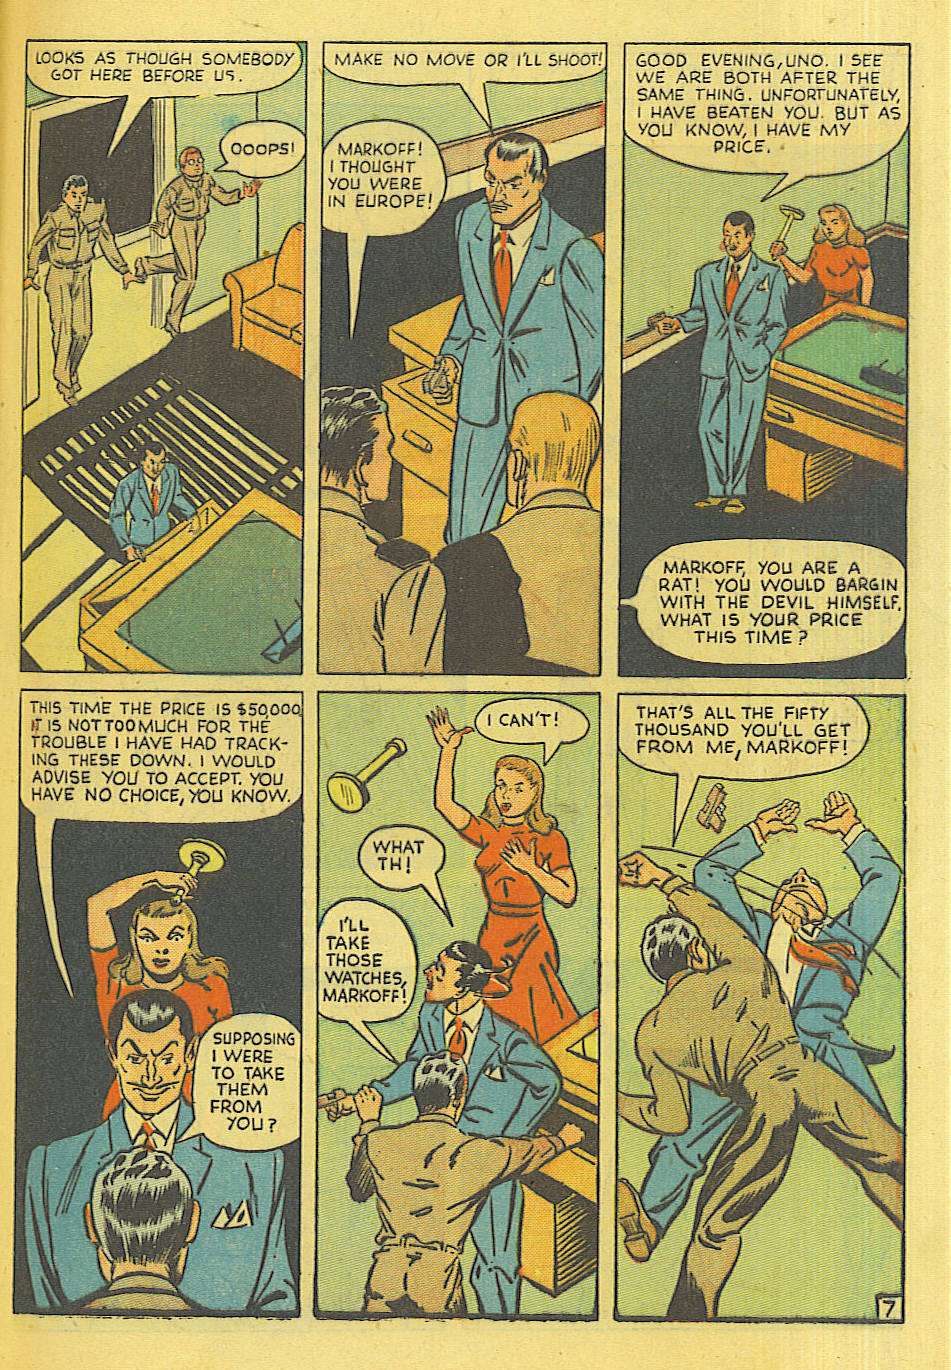 LOOKS AS THOUGH SOMEBODY
GOT HERE BEFORE US.
OOOPS!
MAKE NO MOVE OR I'LL SHOOT!
MARKOFF!
I THOUGHT
YOU WERE
IN EUROPE!
GOOD EVENING, UNO. I SEE
WE ARE BOTH AFTER THE
SAME THING. UNFORTUNATELY,
I HAVE BEATEN YOU. BUT AS
YOU KNOW, I HAVE MY
PRICE.
MARKOFF, YOU ARE A
RAT! YOU WOULD BARGIN
WITH THE DEVIL HIMSELF.
WHAT IS YOUR PRICE
THIS TIME?
THIS TIME THE PRICE IS $50,000.
IT IS NOT TOO MUCH FOR THE
TROUBLE I HAVE HAD TRACK-
ING THESE DOWN. I WOULD
ADVISE YOU TO ACCEPT. YOU
HAVE NO CHOICE, YOU KNOW.
SUPPOSING
I WERE
TO TAKE
THEM
FROM
YOU?
I CAN'T!
WHAT
TH!
I'LL
TAKE
THOSE
WATCHES,
MARKOFF!
THAT'S ALL THE FIFTY
THOUSAND YOU'LL GET
FROM ME, MARKOFF!
7